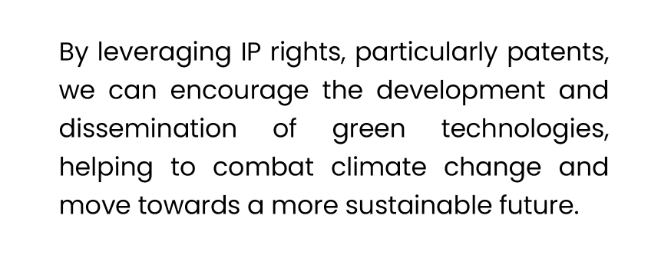 By leveraging IP rights, particularly patents,
we can encourage the development and
dissemination of green technologies,
helping to combat climate change and
move towards a more sustainable future.